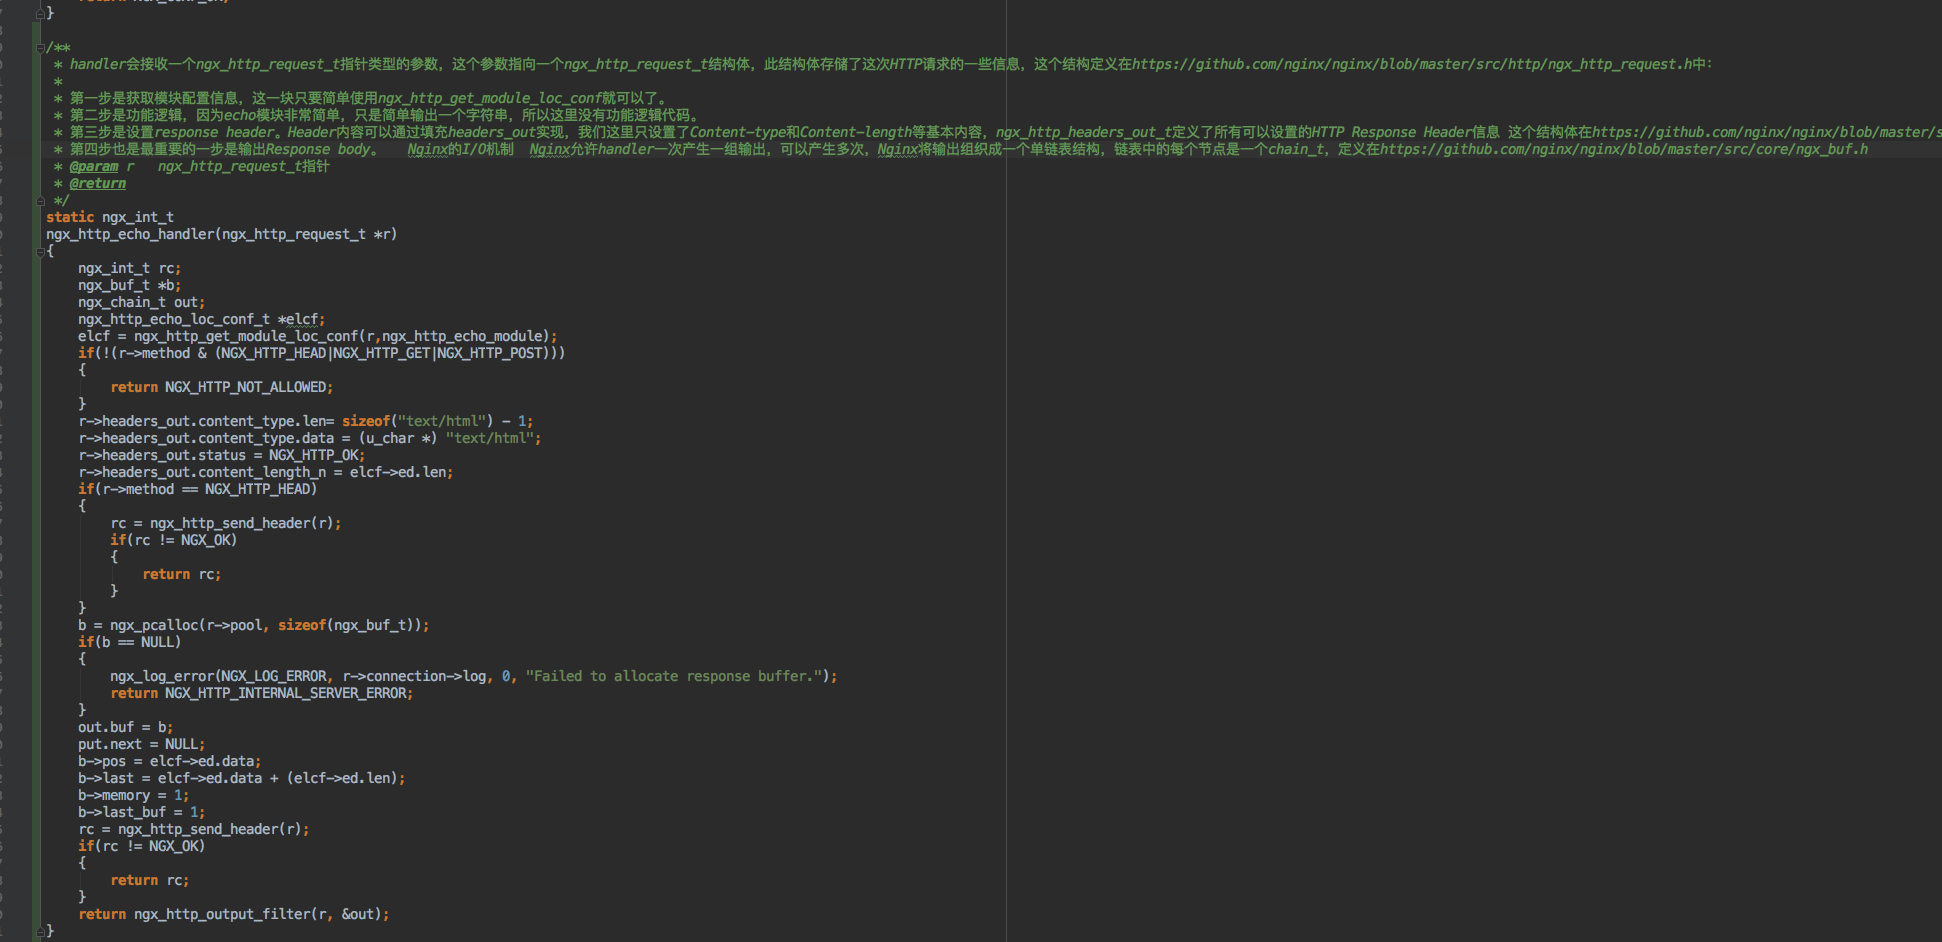 }
/**
 * handler会接收一个ngx_http_request_t指针类型的参数，这个参数指向一个ngx_http_request_t结构体，此结构体存储了这次HTTP请求的一些信息，这个结构定义在https://github.com/nginx/nginx/blob/master/src/http/ngx_http_request.h中：
 *
 * 第一步是获取模块配置信息，这一块只要简单使用ngx_http_get_module_loc_conf就可以了。
 * 第二步是功能逻辑，因为echo模块非常简单，只是简单输出一个字符串，所以这里没有功能逻辑代码。
 * 第三步是设置response header。Header内容可以通过填充headers_out实现，我们这里只设置了Content-type和Content-length等基本内容，ngx_http_headers_out_t定义了所有可以设置的HTTP Response Header信息 这个结构体在https://github.com/nginx/nginx/blob/master/s
 * 第四步也是最重要的一步是输出Response body。   Nginx的I/O机制  Nginx允许handler一次产生一组输出，可以产生多次，Nginx将输出组织成一个单链表结构，链表中的每个节点是一个chain_t，定义在https://github.com/nginx/nginx/blob/master/src/core/ngx_buf.h
 * @param r   ngx_http_request_t指针
 * @return
 */
static ngx_int_t
ngx_http_echo_handler(ngx_http_request_t *r)
{
    ngx_int_t rc;
    ngx_buf_t *b;
    ngx_chain_t out;
    ngx_http_echo_loc_conf_t *elcf;
    elcf = ngx_http_get_module_loc_conf(r,ngx_http_echo_module);
    if(!(r->method & (NGX_HTTP_HEAD|NGX_HTTP_GET|NGX_HTTP_POST)))
    {
        return NGX_HTTP_NOT_ALLOWED;
    }
    r->headers_out.content_type.len= sizeof("text/html") - 1;
    r->headers_out.content_type.data = (u_char *) "text/html";
    r->headers_out.status = NGX_HTTP_OK;
    r->headers_out.content_length_n = elcf->ed.len;
    if(r->method == NGX_HTTP_HEAD)
    {
        rc = ngx_http_send_header(r);
        if(rc != NGX_OK)
        {
            return rc;
        }
    }
    b = ngx_pcalloc(r->pool, sizeof(ngx_buf_t));
    if(b == NULL)
    {
        ngx_log_error(NGX_LOG_ERROR, r->connection->log, 0, "Failed to allocate response buffer.");
        return NGX_HTTP_INTERNAL_SERVER_ERROR;
    }
    out.buf = b;
    put.next = NULL;
    b->pos = elcf->ed.data;
    b->last = elcf->ed.data + (elcf->ed.len);
    b->memory = 1;
    b->last_buf = 1;
    rc = ngx_http_send_header(r);
    if(rc != NGX_OK)
    {
        return rc;
    }
    return ngx_http_output_filter(r, &out);
}